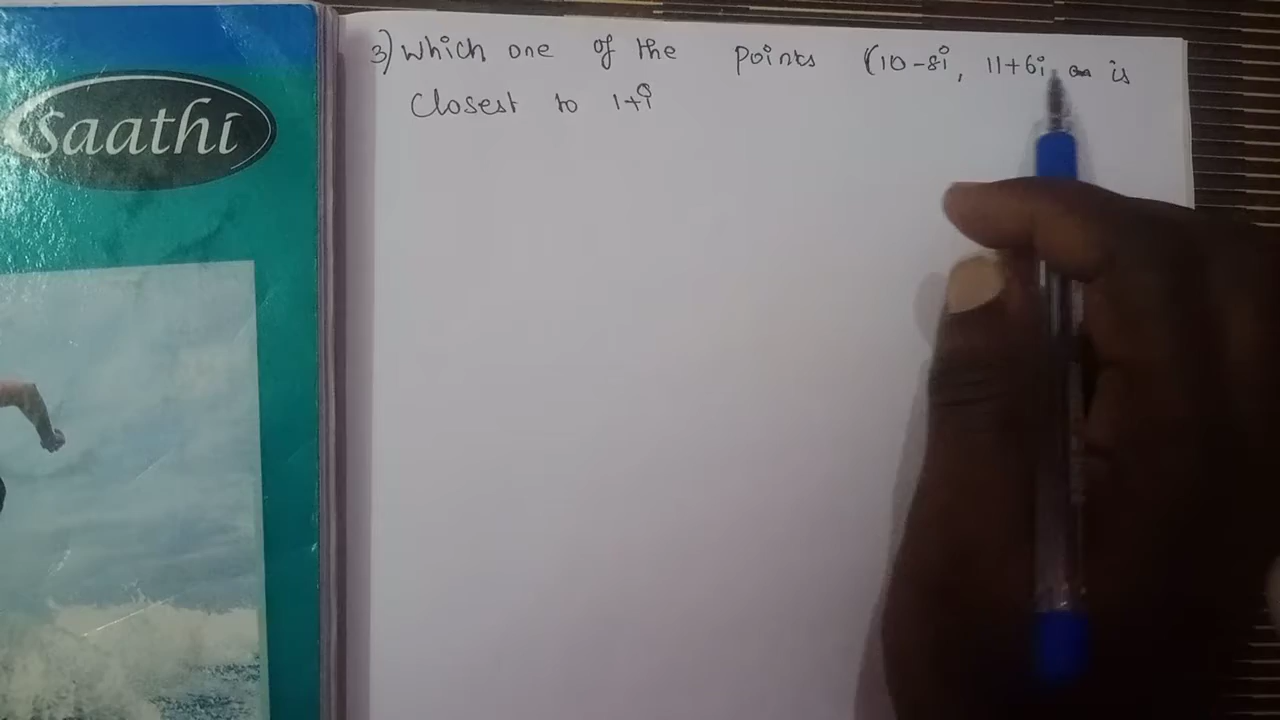 Saathi
3) which one of the points (10-8i, 11+6i is
closest to 1+i